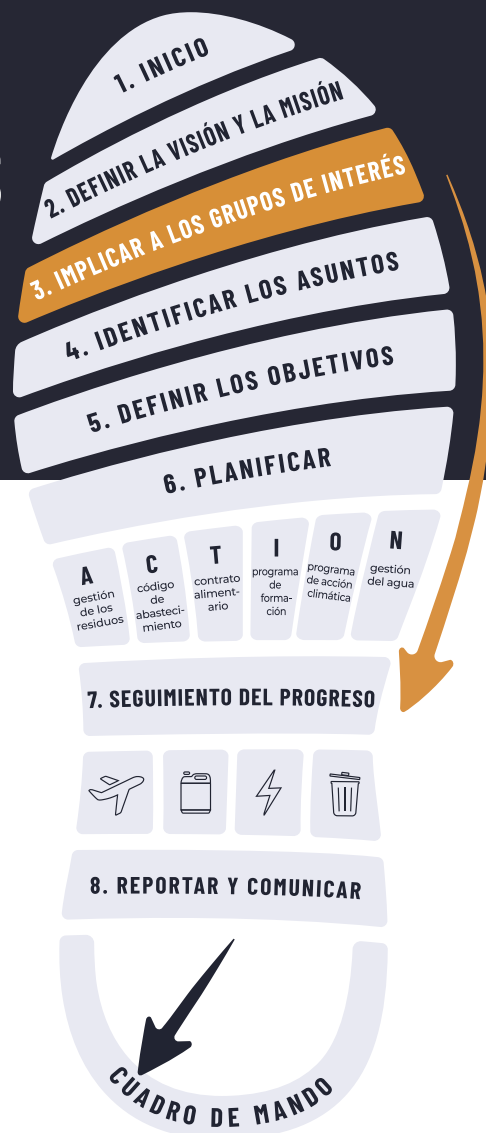 1. INICIO
2. DEFINIR LA VISIÓN Y LA MISIÓN
3. IMPLICAR A LOS GRUPOS DE INTERÉS
4. IDENTIFICAR LOS ASUNTOS
5. DEFINIR LOS OBJETIVOS
6. PLANIFICAR
A
gestión
de los
residuos
C
código
de
abasteci-
miento
T
contrato
aliment-
ario
I
programa
de
forma-
ción
O
programa
de acción
climática
N
gestión
del agua
7. SEGUIMIENTO DEL PROGRESO
8. REPORTAR Y COMUNICAR
CUADRO DE MANDO